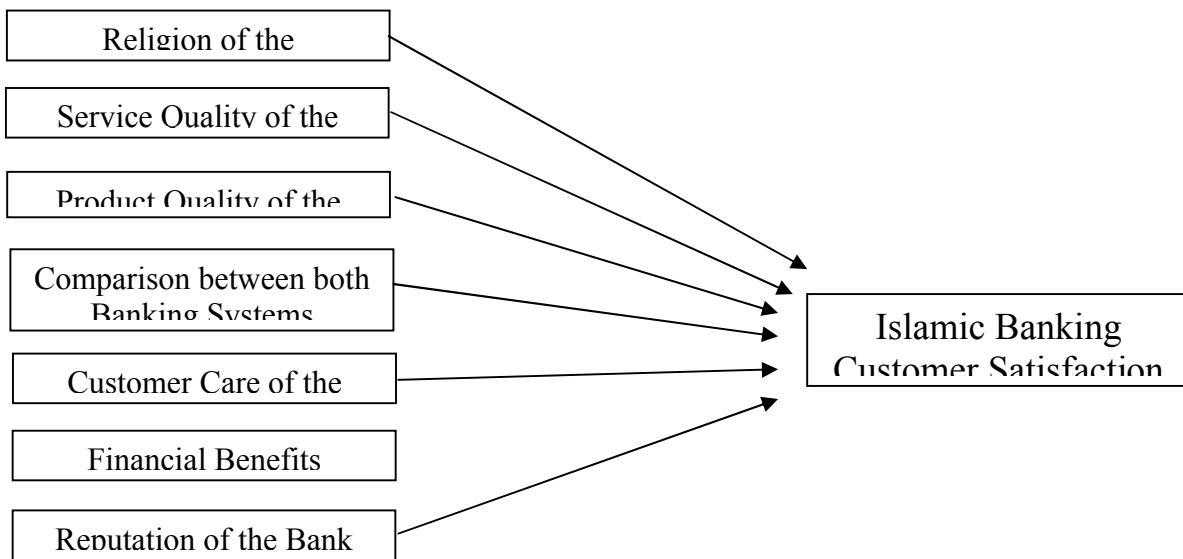 Religion of the
Service Quality of the
Product Quality of the
Comparison between both
Banking Systems
Customer Care of the
Financial Benefits
Reputation of the Bank
Islamic Banking
Customer Satisfaction